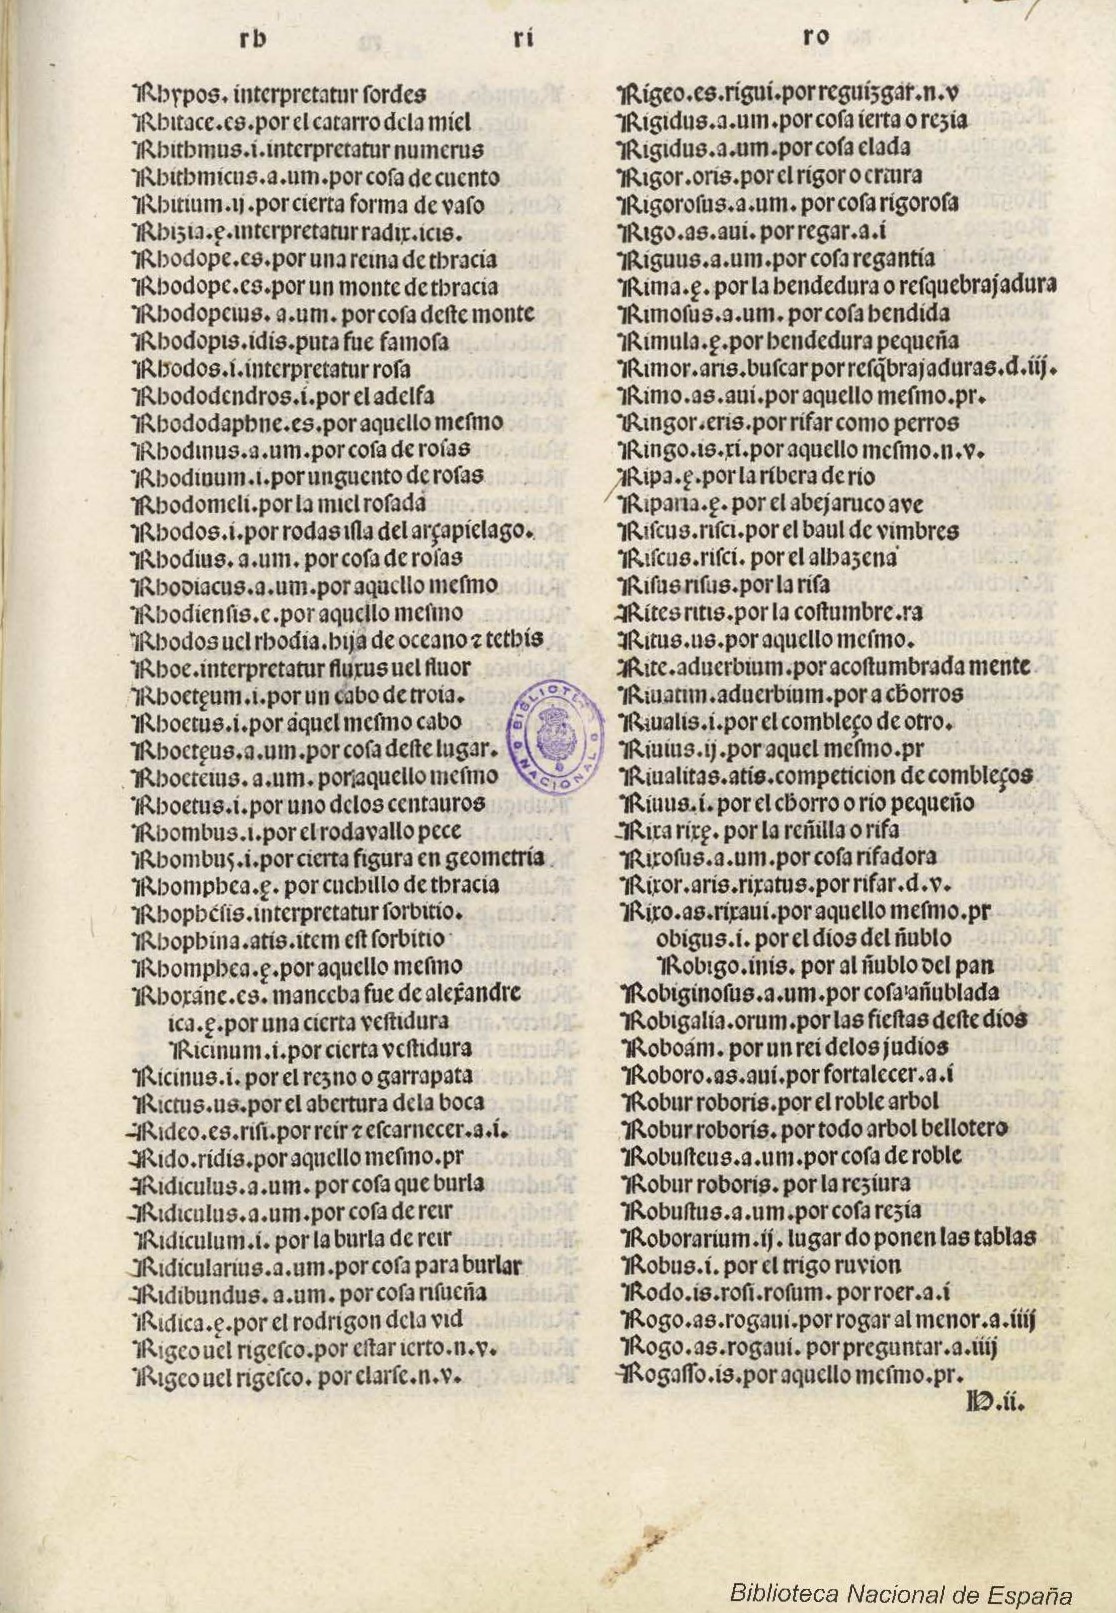 rh ri ro
Rhypos. interpretatur sordes
Rhitace.es.por el catarro dela miel
Rhithmus.i.interpretatur numerus
Rhithmicus.a.um.por cosa de cuento
Rhitium.ij.por cierta forma de vaso
Rhizia.ę.interpretatur radix.icis.
Rhodope.es.por una reina de thracia
Rhodope.es.por un monte de thracia
Rhodopeius. a.um. por cosa deste monte
Rhodopis.idis.puta fue famosa
Rhodos.i.interpretatur rosa
Rhododendros.i.por el adelfa
Rhododaphne.es.por aquello mesmo
Rhodinus.a.um.por cosa de rosas
Rhodinum.i.por unguento de rosas
Rhodomeli.por la miel rosada
Rhodos.i.por rodas isla del arçapielago.
Rhodius. a.um. por cosa de rosas
Rhodiacus.a.um.por aquello mesmo
Rhodiensis.e.por aquello mesmo
Rhodos uel rhodia.hija de oceano ⁊ tethis
Rhoe.interpretatur fluxus uel fluor
Rhoetęum.i.por un cabo de troia.
Rhoetus.i.por aquel mesmo cabo
Rhoetęus.a.um.por cosa deste lugar.
Rhoeteius. a.um. por aquello mesmo
Rhoetus.i.por uno delos centauros
Rhombus.i.por el rodavallo pece
Rhombus.i.por cierta figura en geometria
Rhomphea.ę. por cuchillo de thracia
Rhophesis.interpretatur sorbitio.
Rhophina.atis.item est sorbitio
Rhomphea.ę.por aquello mesmo
Rhoxane.es. manceba fue de alexandre
ica.ę.por una cierta vestidura
Ricinum.i.por cierta vestidura
Ricinus.i. por el rezno o garrapata
Rictus.us.por el abertura dela boca
Rideo.es.risi.por reir ⁊ escarnecer.a.i.
Rido.ridis.por aquello mesmo.pr
Ridiculus.a.um. por cosa que burla
Ridiculus.a.um.por cosa de reir
Ridiculum.i. por la burla de reir
Ridicularius.a.um.por cosa para burlar
Ridibundus. a.um. por cosa risueña
Ridica.ę.por el rodrigon dela vid
Rigeo uel rigesco.por estar ierto.n.v.
Rigeo uel rigesco. por elarse.n.v.
Rigeo.es.rigui.por reguizgar.n.v
Rigidus.a.um.por cosa ierta o rezia
Rigidus.a.um.por cosa elada
Rigor.oris.por el rigor o ertura
Rigorosus.a.um. por cosa rigorosa
Rigo.as.aui. por regar.a.i
Riguus.a.um.por cosa regantia
Rima.ę. por la hendedura o resquebrajadura
Rimosus.a.um. por cosa hendida
Rimula.ę.por hendedura pequeña
Rimor.aris.buscar por resq̃brajaduras.d.iij.
Rimo.as.aui.por aquello mesmo.pr.
Ringor.eris.por rifar como perros
Ringo.is.xi.por aquello mesmo.n.v.
Ripa.ę.por la ribera de rio
Riparia.ę. por el abejaruco ave
Riscus.risci.por el baul de vimbres
Riscus.risci. por el alhazena
Risus risus.por la risa
Rites ritis.por la costumbre.ra
Ritus.us.por aquello mesmo.
Rite.aduerbium.por acostumbrada mente
Riuatim.aduerbium.por a chorros
Riualis.i.por el combleço de otro.
Riuius.ij.por aquel mesmo.pr
Riualitas.atis.competicion de combleços
Riuus.i. por el chorro o rio pequeño
Rixa rixę. por la reñilla o rifa
Rixosus.a.um.por cosa rifadora
Rixor.aris.rixatus.por rifar.d.v.
Rixo.as.rixaui.por aquello mesmo.pr
obigus.i. por el dios del ñublo
Robigo.inis. por al ñublo del pan
Robiginosus.a.um.por cosa añublada
Robigalia.orum.por las fiestas deste dios
Roboam. por un rei delos judios
Roboro.as.aui.por fortalecer.a.i
Robur roboris.por el roble arbol
Robur roboris. por todo arbol bellotero
Robusteus.a.um.por cosa de roble
Robur roboris. por la reziura
Robustus.a.um.por cosa rezia
Roborarium.ij. lugar do ponen las tablas
Robus.i. por el trigo ruvion
Rodo.is.rosi.rosum. por roer.a.i
Rogo.as.rogaui.por rogar al menor.a.iiij
Rogo.as.rogaui. por preguntar.a.iiij
Rogasso.is.por aquello mesmo.pr.
ii.
BIBLIOTECA NACIONAL
Biblioteca Nacional de España